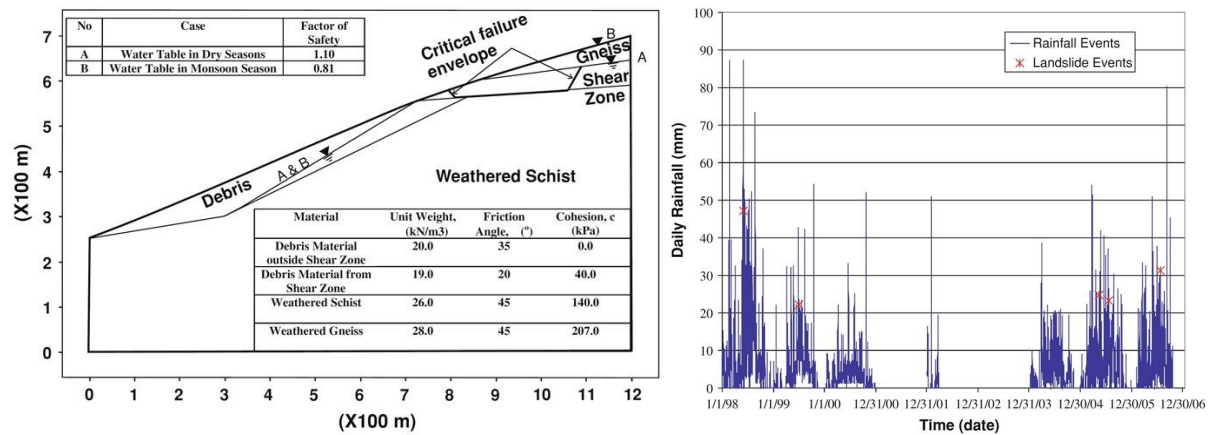 No Case Factor of
Safety
A Water Table in Dry Seasons 1.10
B Water Table in Monsoon Season 0.81
Critical failure
envelope
B
Gneiss
A
Shear
Zone
A & B
Debris
Weathered Schist
Material Unit Weight, Friction Cohesion, c
(kN/m3) Angle, (°) (kPa)
Debris Material 20.0 35 0.0
outside Shear Zone
Debris Material from 19.0 20 40.0
Shear Zone
Weathered Schist 26.0 45 140.0
Weathered Gneiss 28.0 45 207.0
7
6
5
4
3
2
1
0
(X100 m)
0 1 2 3 4 5 6 7 8 9 10 11 12
(X100 m)
100
90
80
70
60
50
40
30
20
10
0
Daily Rainfall (mm)
Rainfall Events
Landslide Events
1/1/98 1/1/99 1/1/00 12/31/00 12/31/01 12/31/02 12/31/03 12/30/04 12/30/05 12/30/06
Time (date)